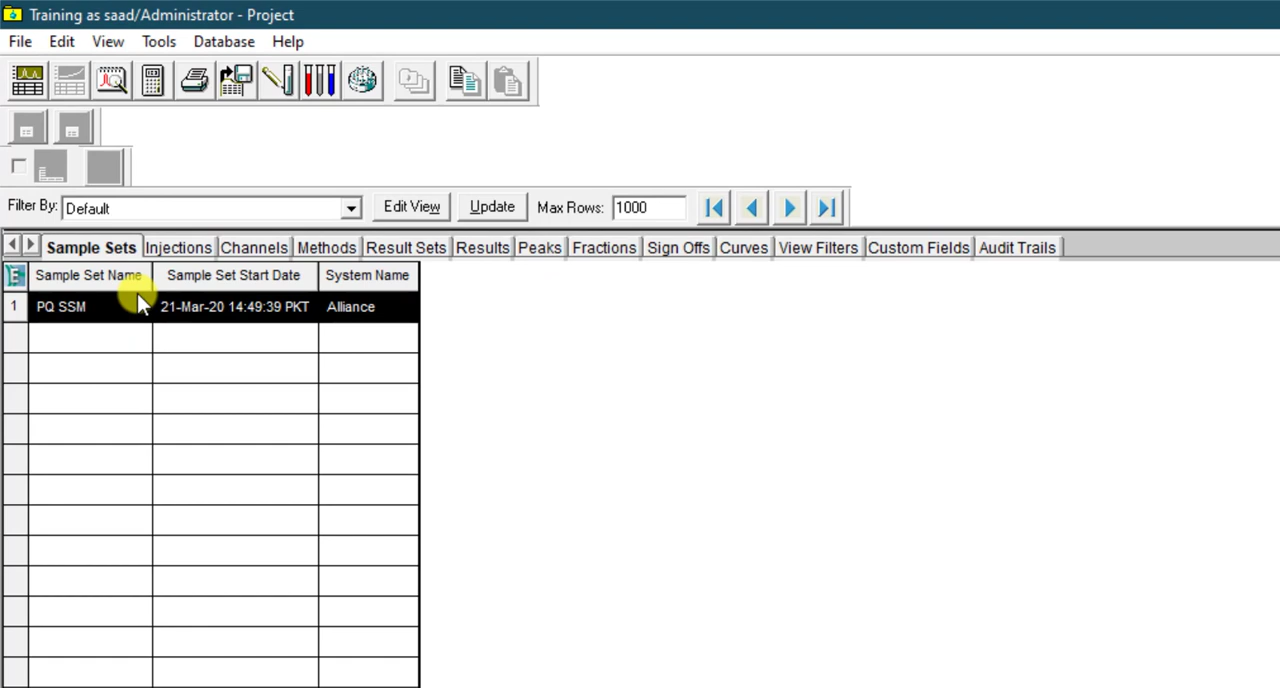 Training as saad/Administrator - Project
File Edit View Tools Database Help
Filter By: Default Edit View Update Max Rows: 1000
Sample Sets Injections Channels Methods Result Sets Results Peaks Fractions Sign Offs Curves View Filters Custom Fields Audit Trails
Sample Set Name Sample Set Start Date System Name
1 PQ SSM 21-Mar-20 14:49:39 PKT Alliance